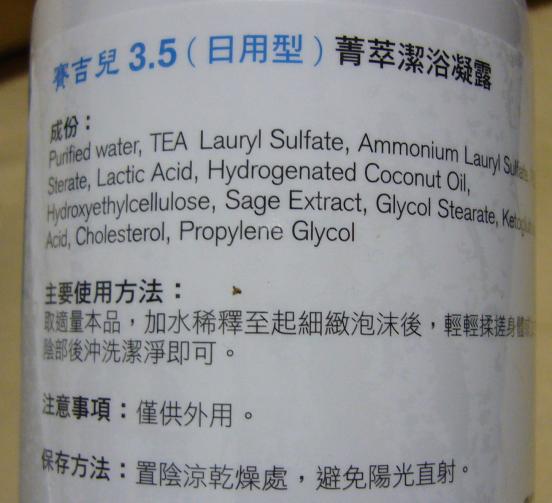 賽吉兒 3.5（日用型）菁萃潔浴凝露
成份：
Purified water, TEA Lauryl Sulfate, Ammonium Lauryl
Sterate, Lactic Acid, Hydrogenated Coconut Oil,
Hydroxyethylcellulose, Sage Extract, Glycol Stearate,
Acid, Cholesterol, Propylene Glycol
主要使用方法：
取適量本品，加水稀釋至起細緻泡沫後，輕輕揉搓身體
陰部後沖洗潔淨即可。
注意事項：僅供外用。
保存方法：置陰涼乾燥處，避免陽光直射。